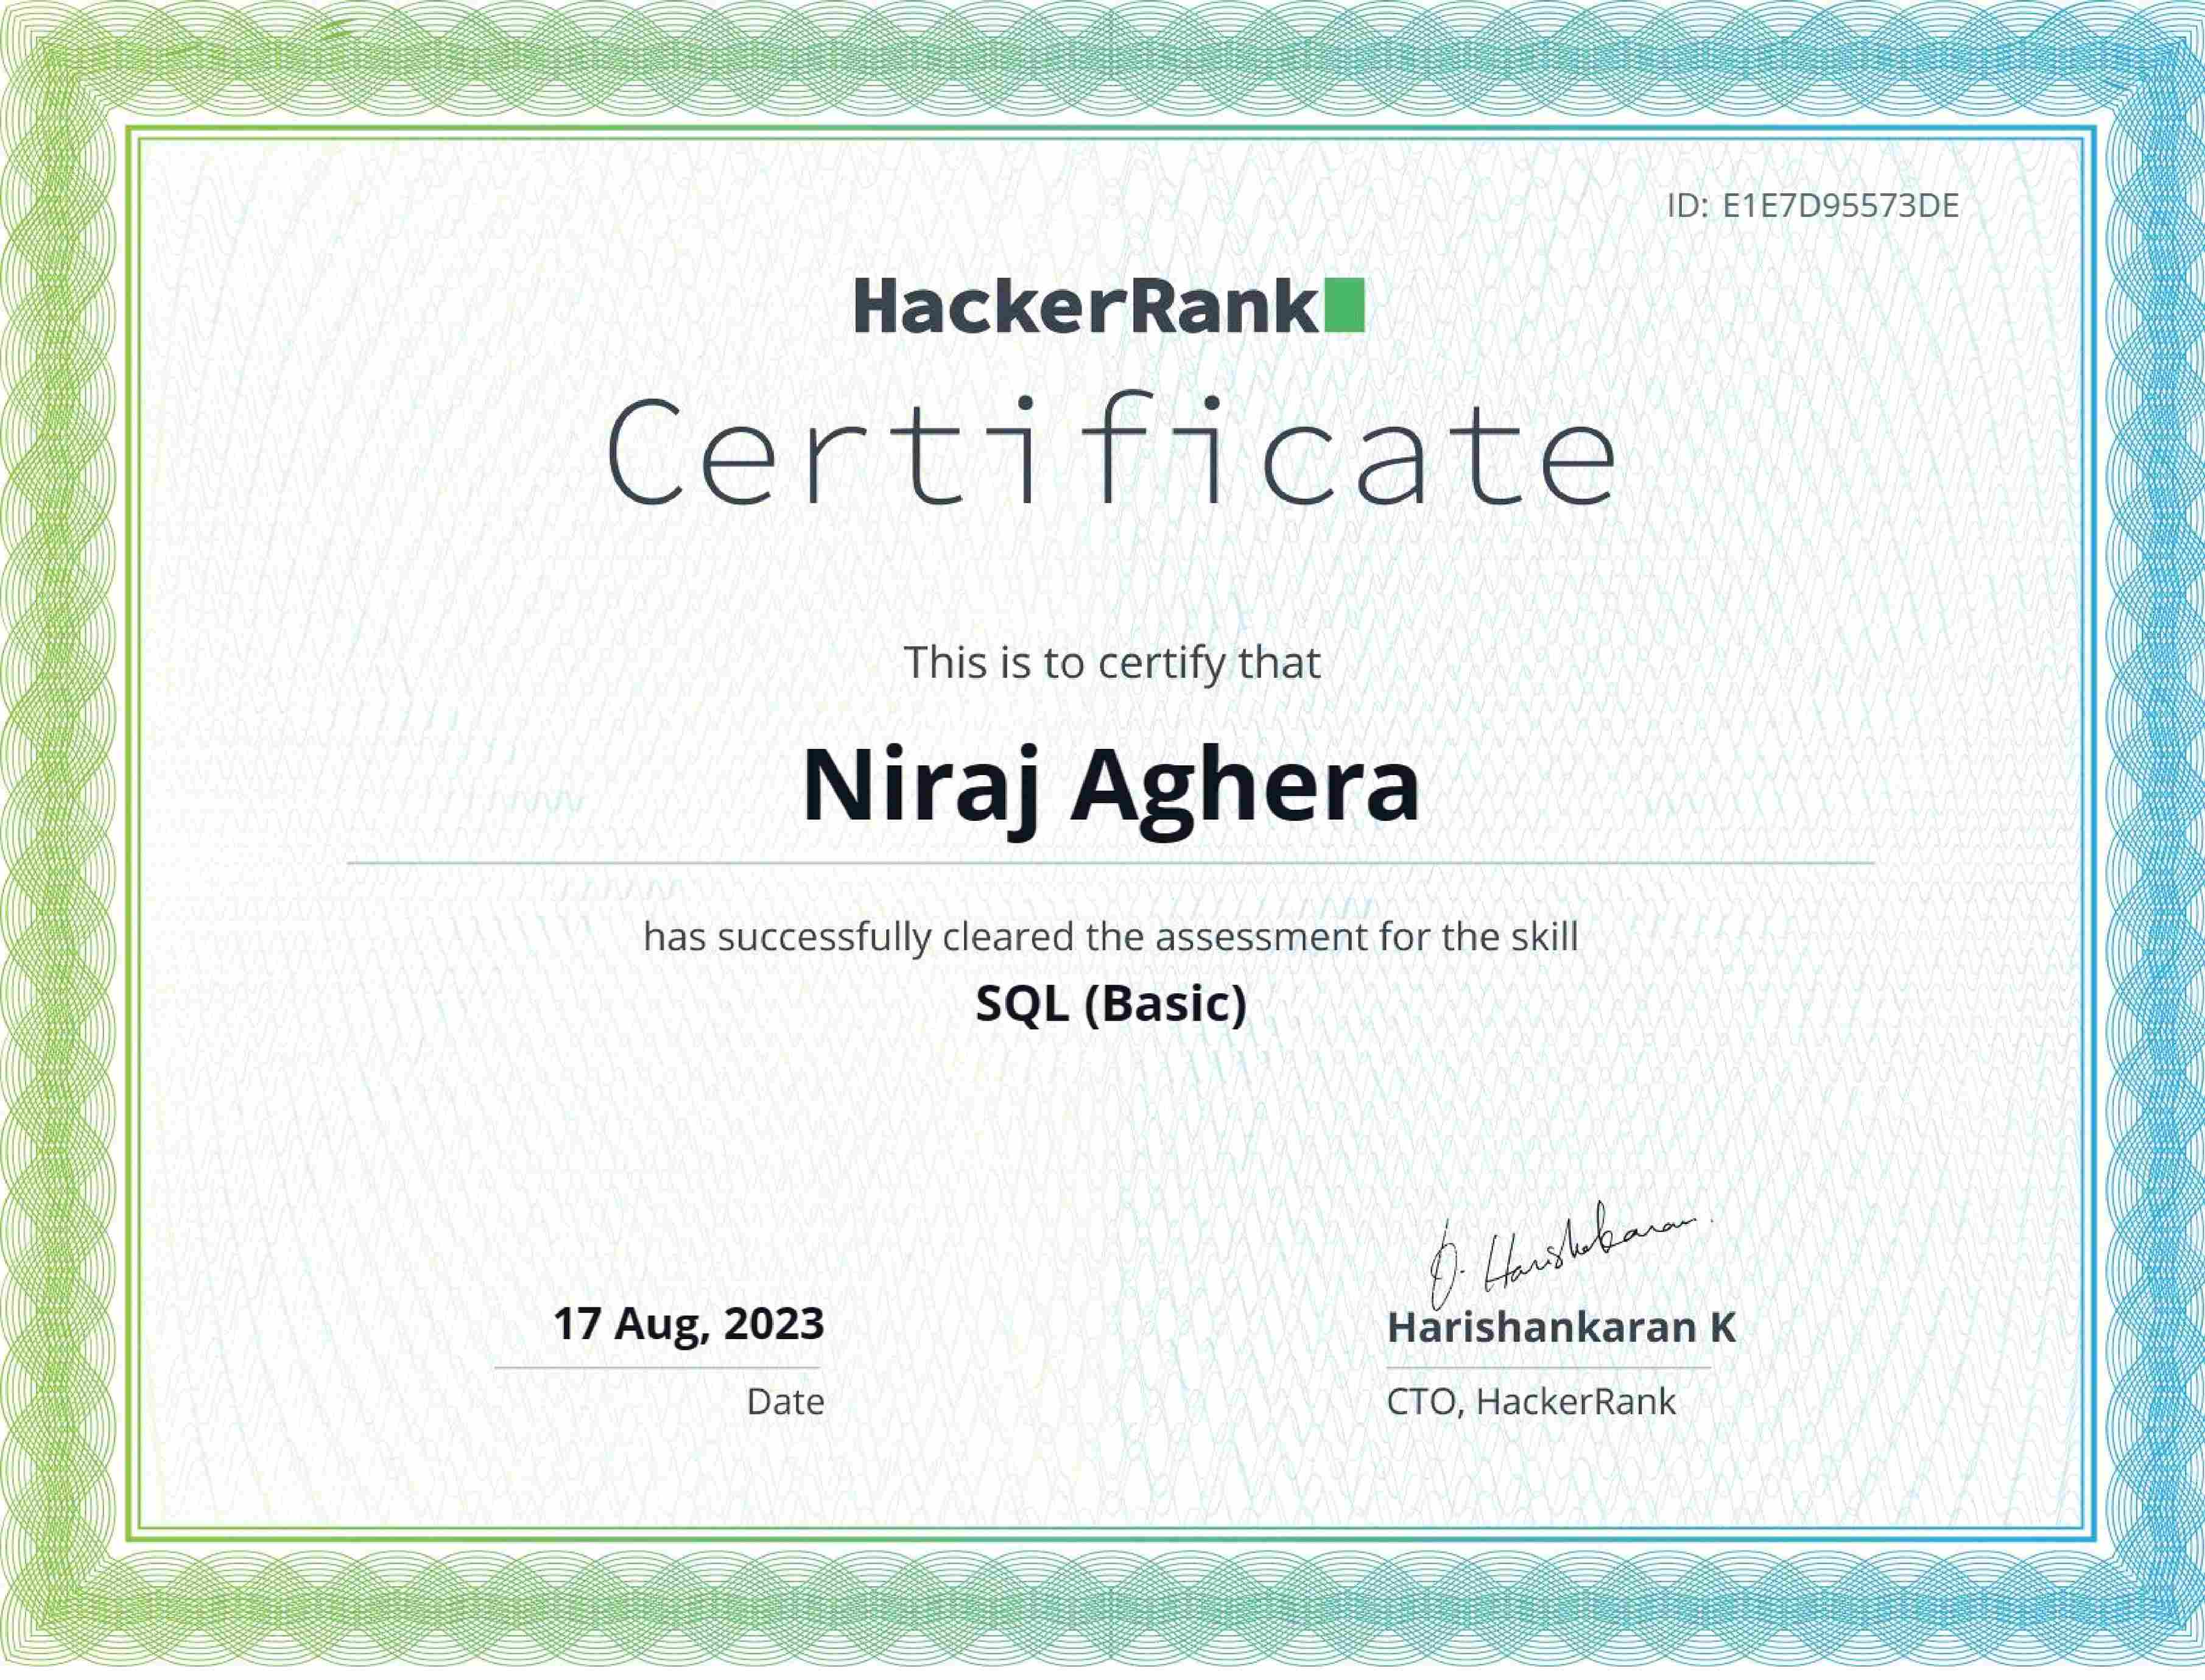 ID: E1E7D95573DE
HackerRank
Certificate
This is to certify that
Niraj Aghera
has successfully cleared the assessment for the skill
SQL (Basic)
17 Aug, 2023
Date
Harishankaran K
CTO, HackerRank